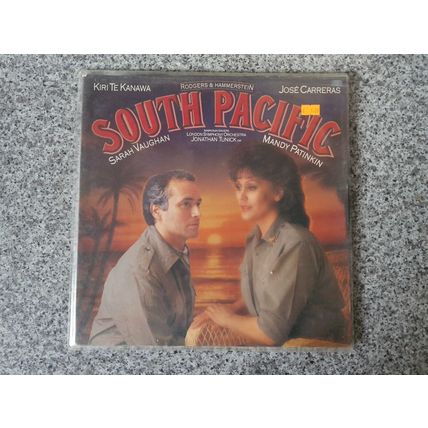 KIRI TE KANAWA
RODGERS & HAMMERSTEIN
JOSÉ CARRERAS
SOUTH PACIFIC
SARAH VAUGHAN
LONDON SYMPHONY ORCHESTRA
JONATHAN TUNICK
MANDY PATINKIN